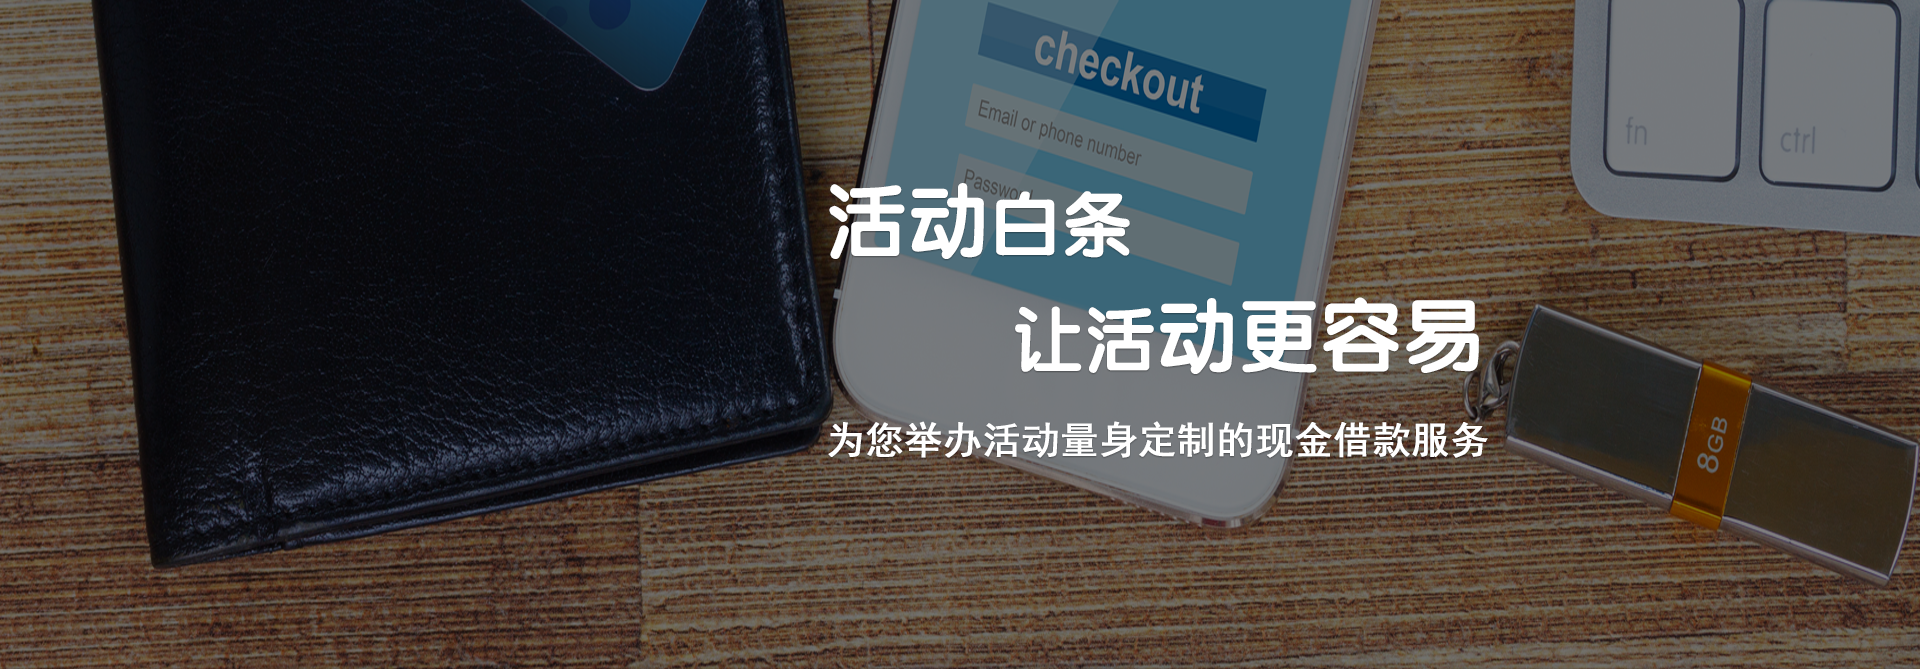 checkout
Email or phone number
Password
fn
ctrl
活动白条
让活动更容易
为您举办活动量身定制的现金借款服务
8GB